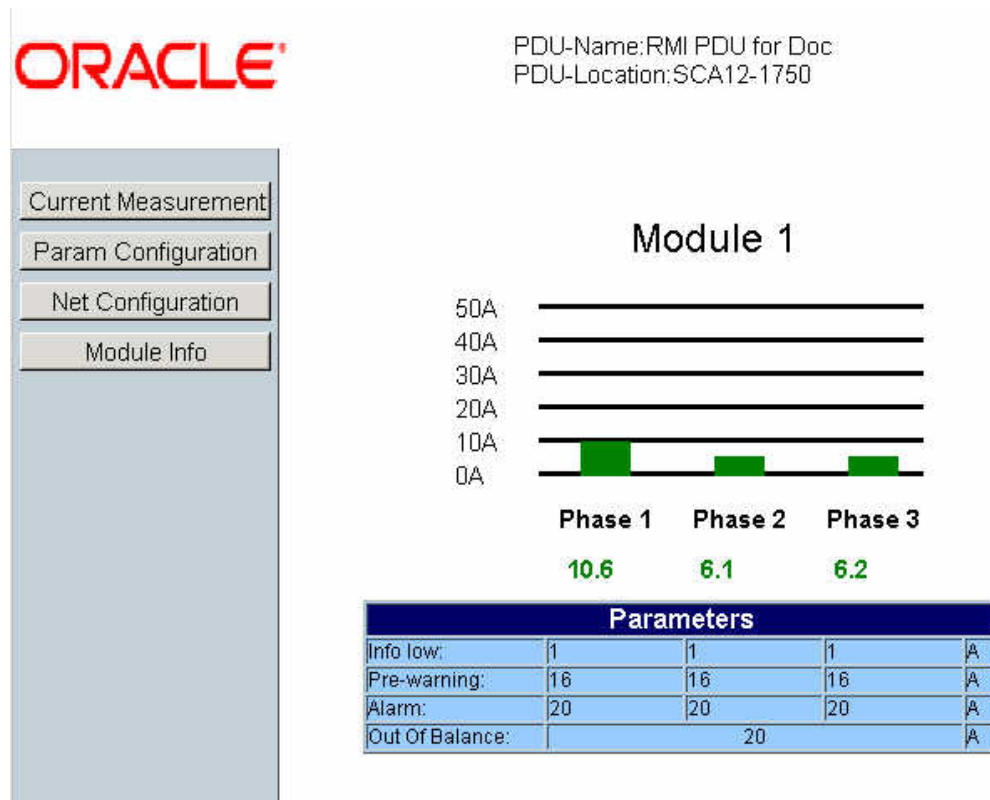 ORACLE
PDU-Name:RMI PDU for Doc
PDU-Location:SCA12-1750
Current Measurement
Param Configuration
Net Configuration
Module Info
Module 1
50A
40A
30A
20A
10A
0A
Phase 1 Phase 2 Phase 3
10.6 6.1 6.2
Parameters
Info low: 1 1 1 A
Pre-warning: 16 16 16 A
Alarm: 20 20 20 A
Out Of Balance: 20 A